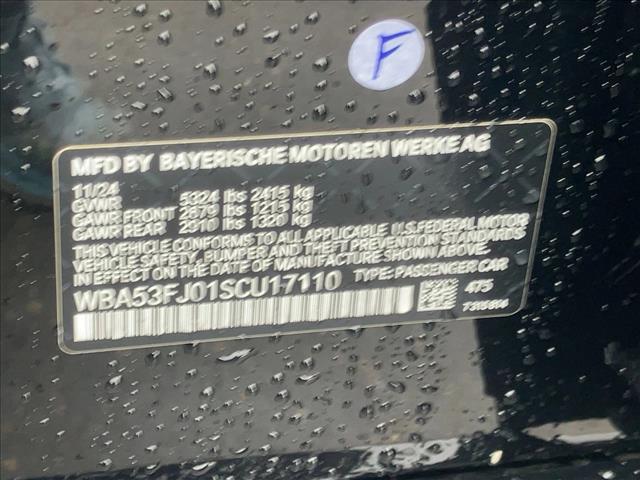 F
MFD BY BAYERISCHE MOTOREN WERKE AG
11/24
GVWR 5324 lbs 2415 kg
GAWR FRONT 2679 lbs 1215 kg
GAWR REAR 2910 lbs 1320 kg
THIS VEHICLE CONFORMS TO ALL APPLICABLE U.S.FEDERAL MOTOR
VEHICLE SAFETY, BUMPER AND THEFT PREVENTION STANDARDS
IN EFFECT ON THE DATE OF MANUFACTURE SHOWN ABOVE.
WBA53FJ01SCU17110 TYPE: PASSENGER CAR
475